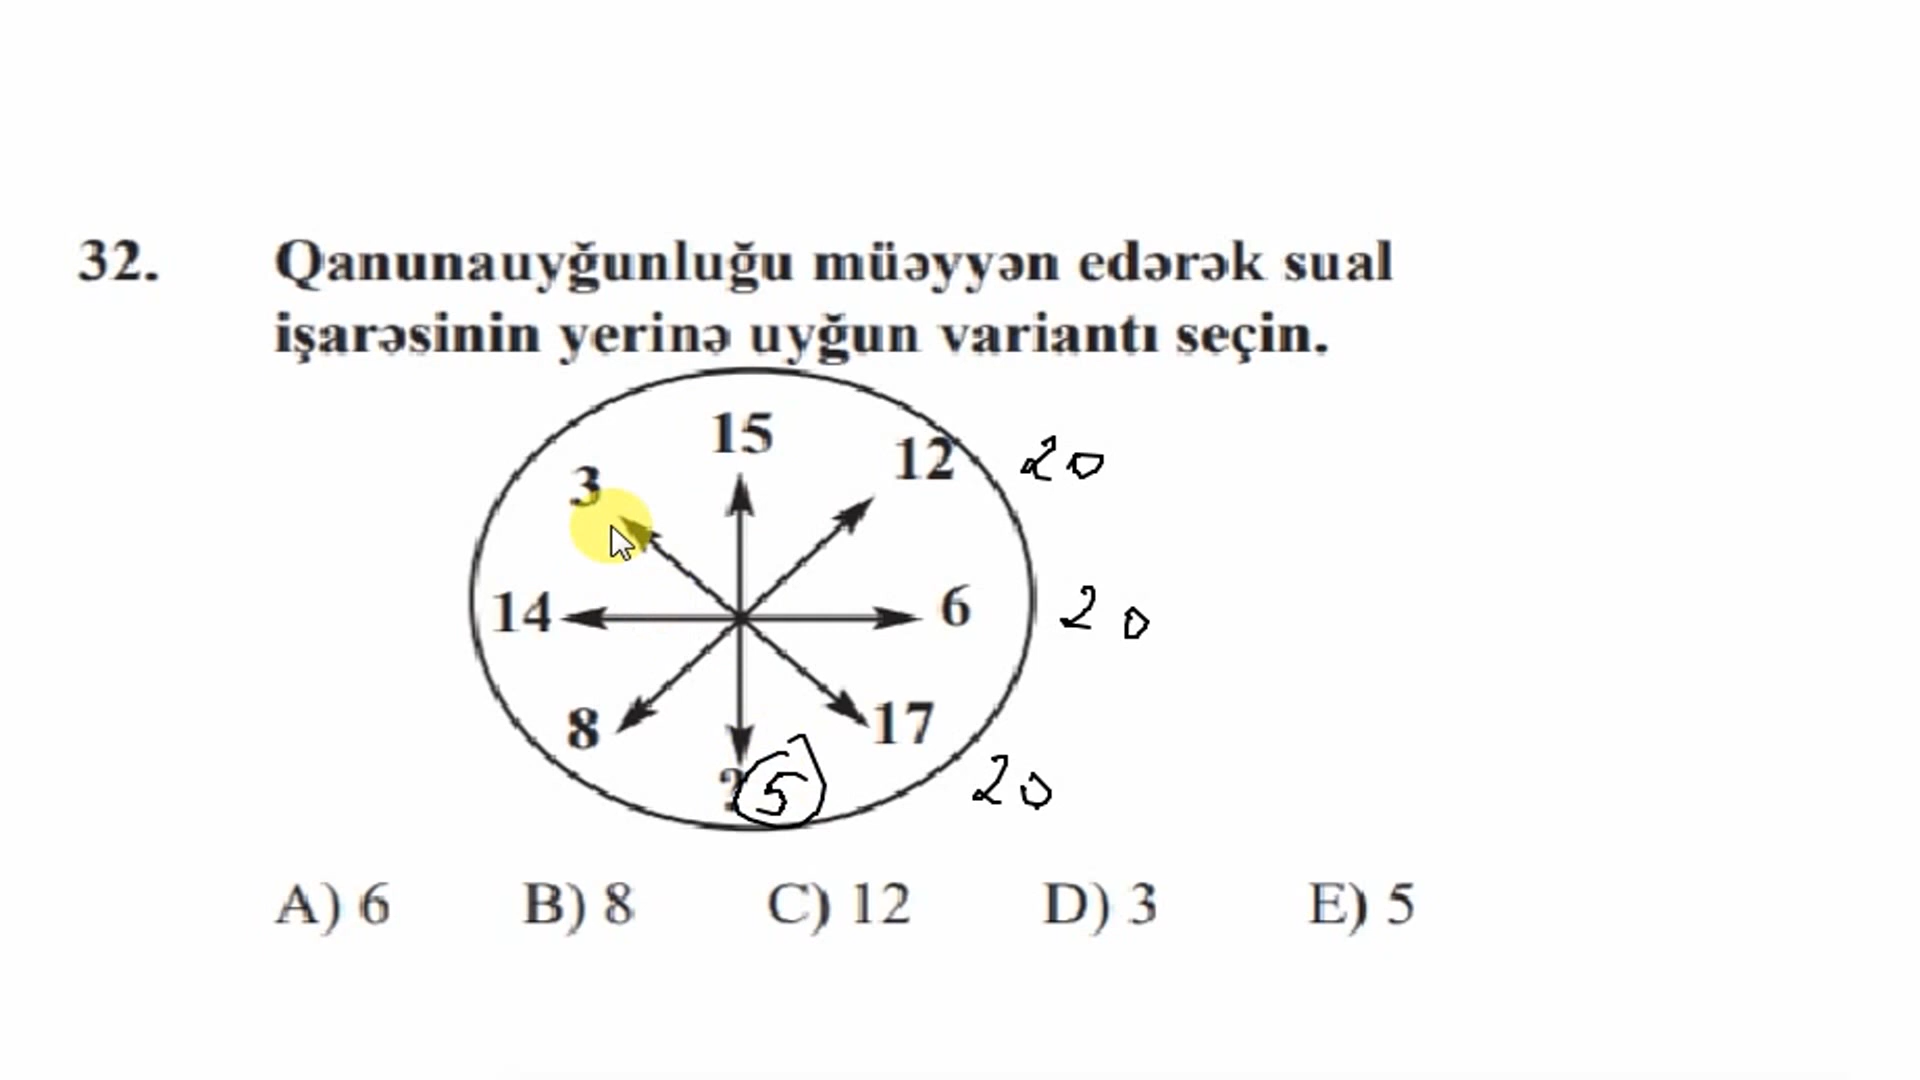 32. Qanunauyğunluğu müəyyən edərək sual
işarəsinin yerinə uyğun variantı seçin.
15
12 20
3
14 6 20
8 17
? 5 20
A) 6 B) 8 C) 12 D) 3 E) 5